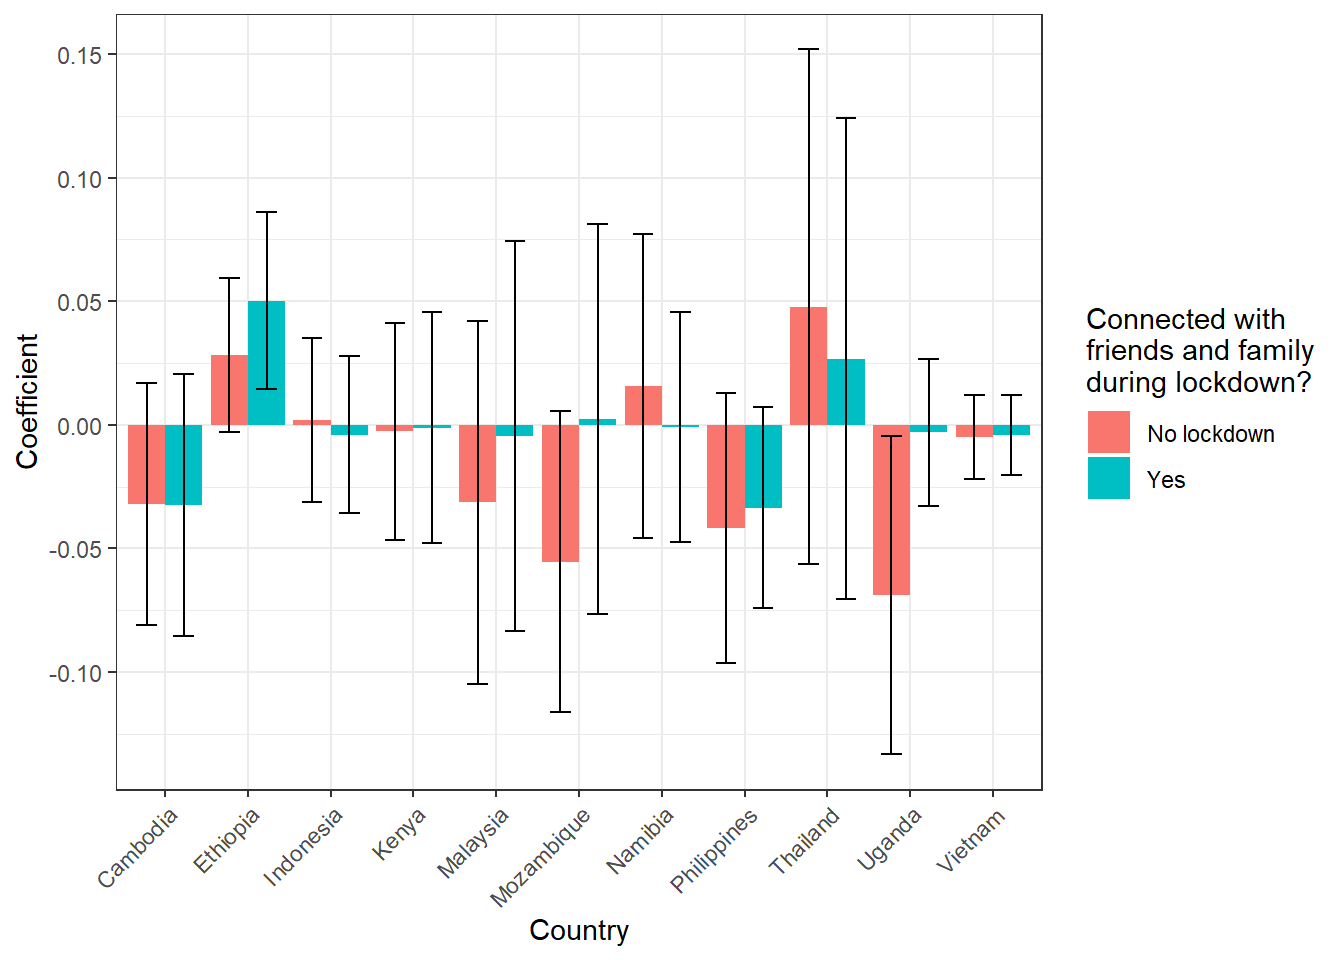 0.15
0.10
0.05
0.00
-0.05
-0.10
Coefficient
Cambodia
Ethiopia
Indonesia
Kenya
Malaysia
Mozambique
Namibia
Philippines
Thailand
Uganda
Vietnam
Country
Connected with
friends and family
during lockdown?
No lockdown
Yes